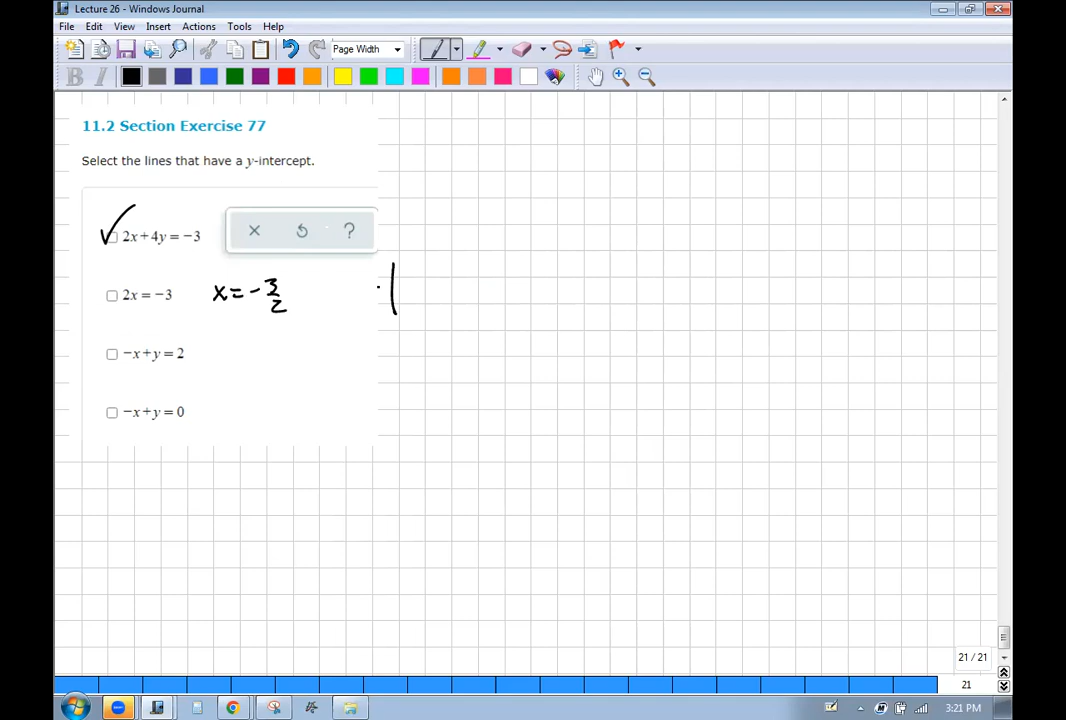 Lecture 26 - Windows Journal
File Edit View Insert Actions Tools Help
Page Width
B I
11.2 Section Exercise 77
Select the lines that have a y-intercept.
2x+4y = −3
2x = −3 x = -3/2
−x+y = 2
−x+y = 0
21 / 21
21
3:21 PM